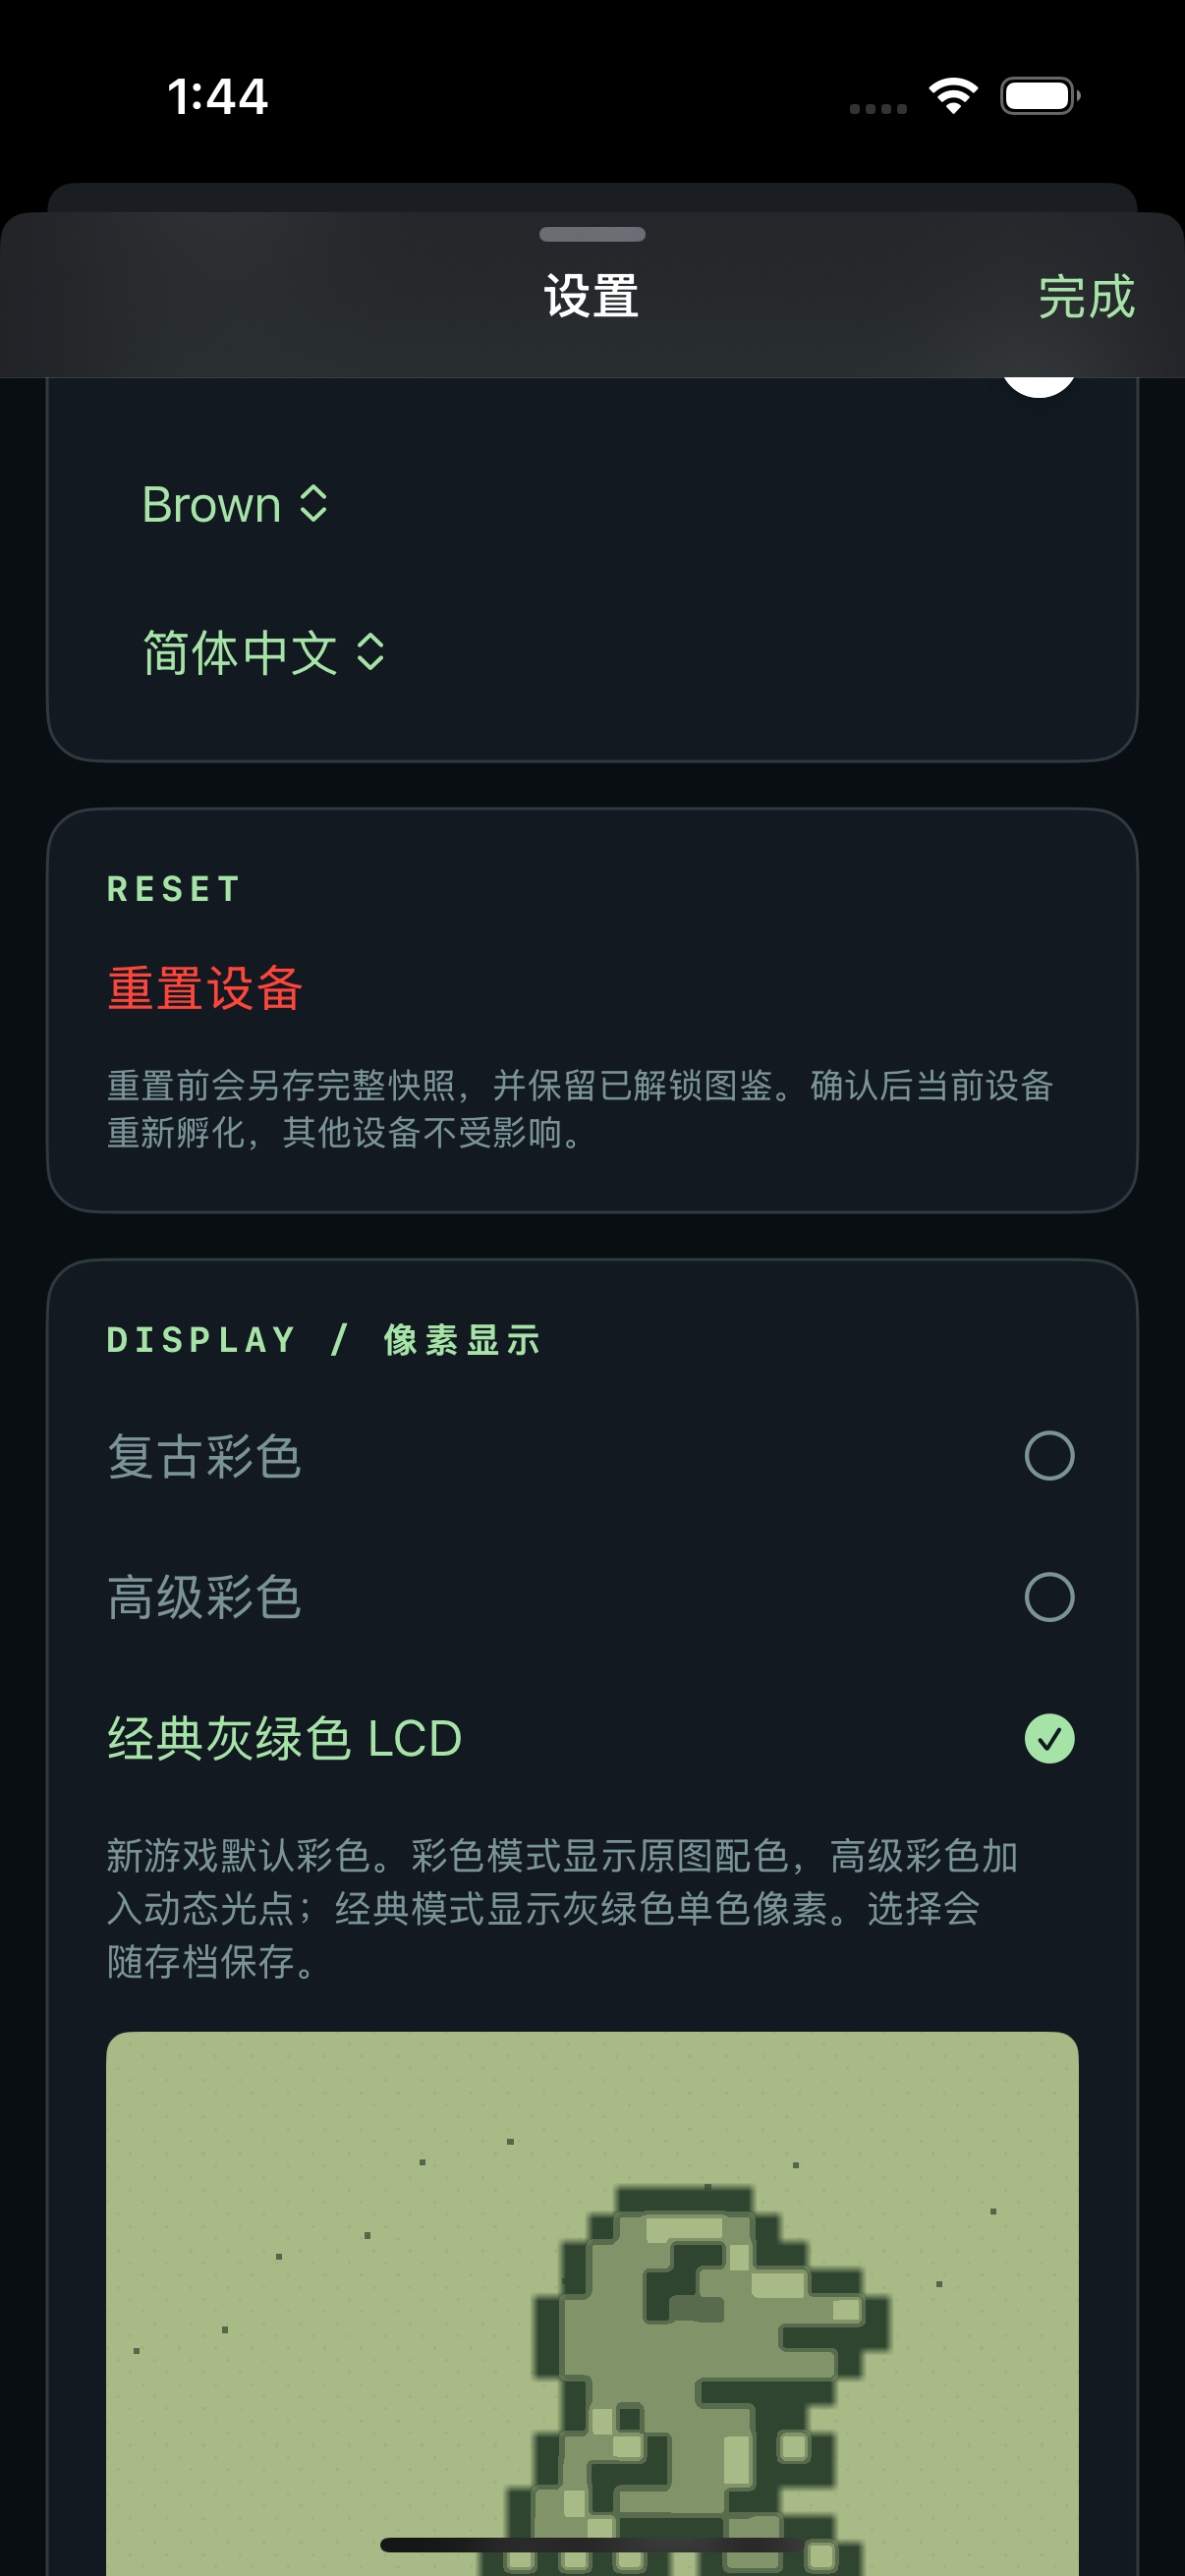 1:44
设置
完成
Brown
简体中文
RESET
重置设备
重置前会另存完整快照，并保留已解锁图鉴。确认后当前设备
重新孵化，其他设备不受影响。
DISPLAY / 像素显示
复古彩色
高级彩色
经典灰绿色 LCD
新游戏默认彩色。彩色模式显示原图配色，高级彩色加
入动态光点；经典模式显示灰绿色单色像素。选择会
随存档保存。